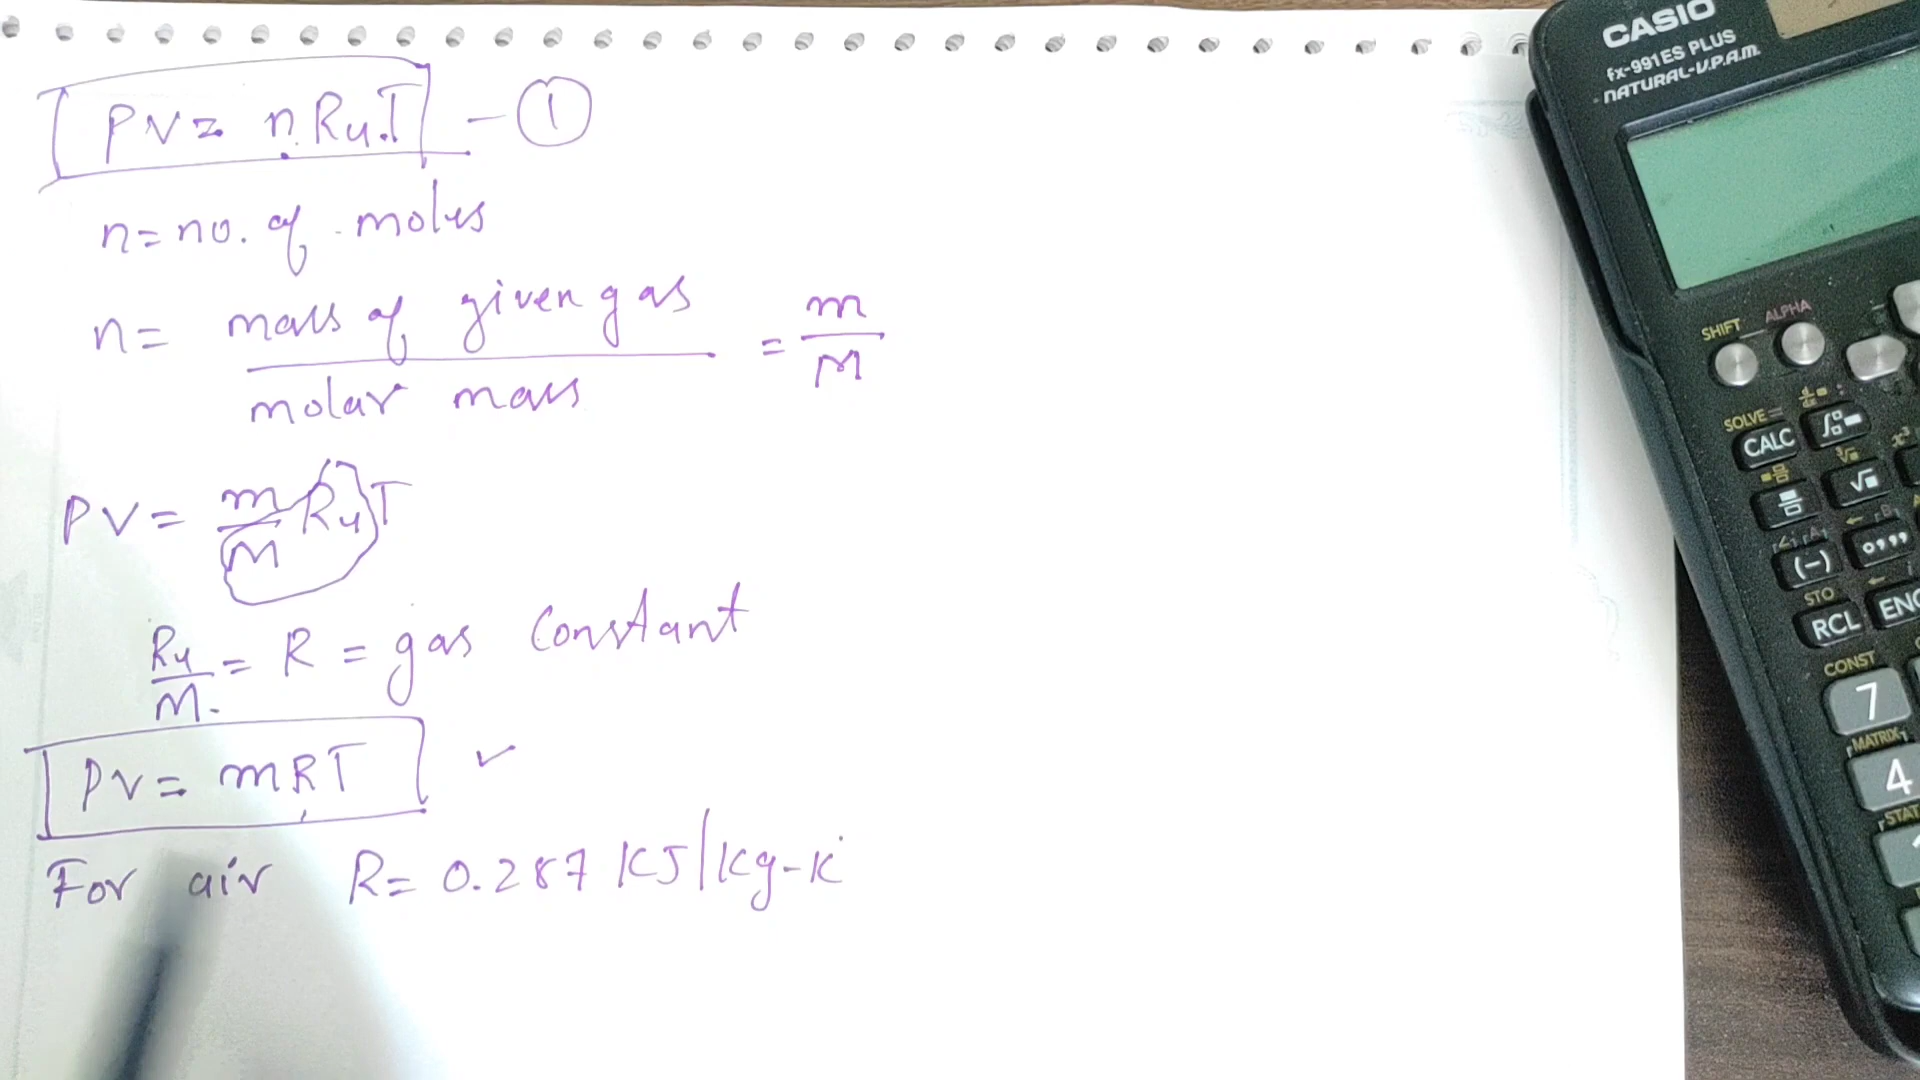 PV = n. Ru.T — ①
n = no. of moles
n = mass of given gas / molar mass = m / M
PV = m/M Ru T
Ru/M. = R = gas constant
PV = mRT ✓
For air R = 0.287 KJ/Kg-K
CASIO
fx-991ES PLUS
NATURAL-V.P.A.M.
SHIFT ALPHA
SOLVE =
CALC
STO
RCL ENG
CONST
7
MATRIX
4
STAT